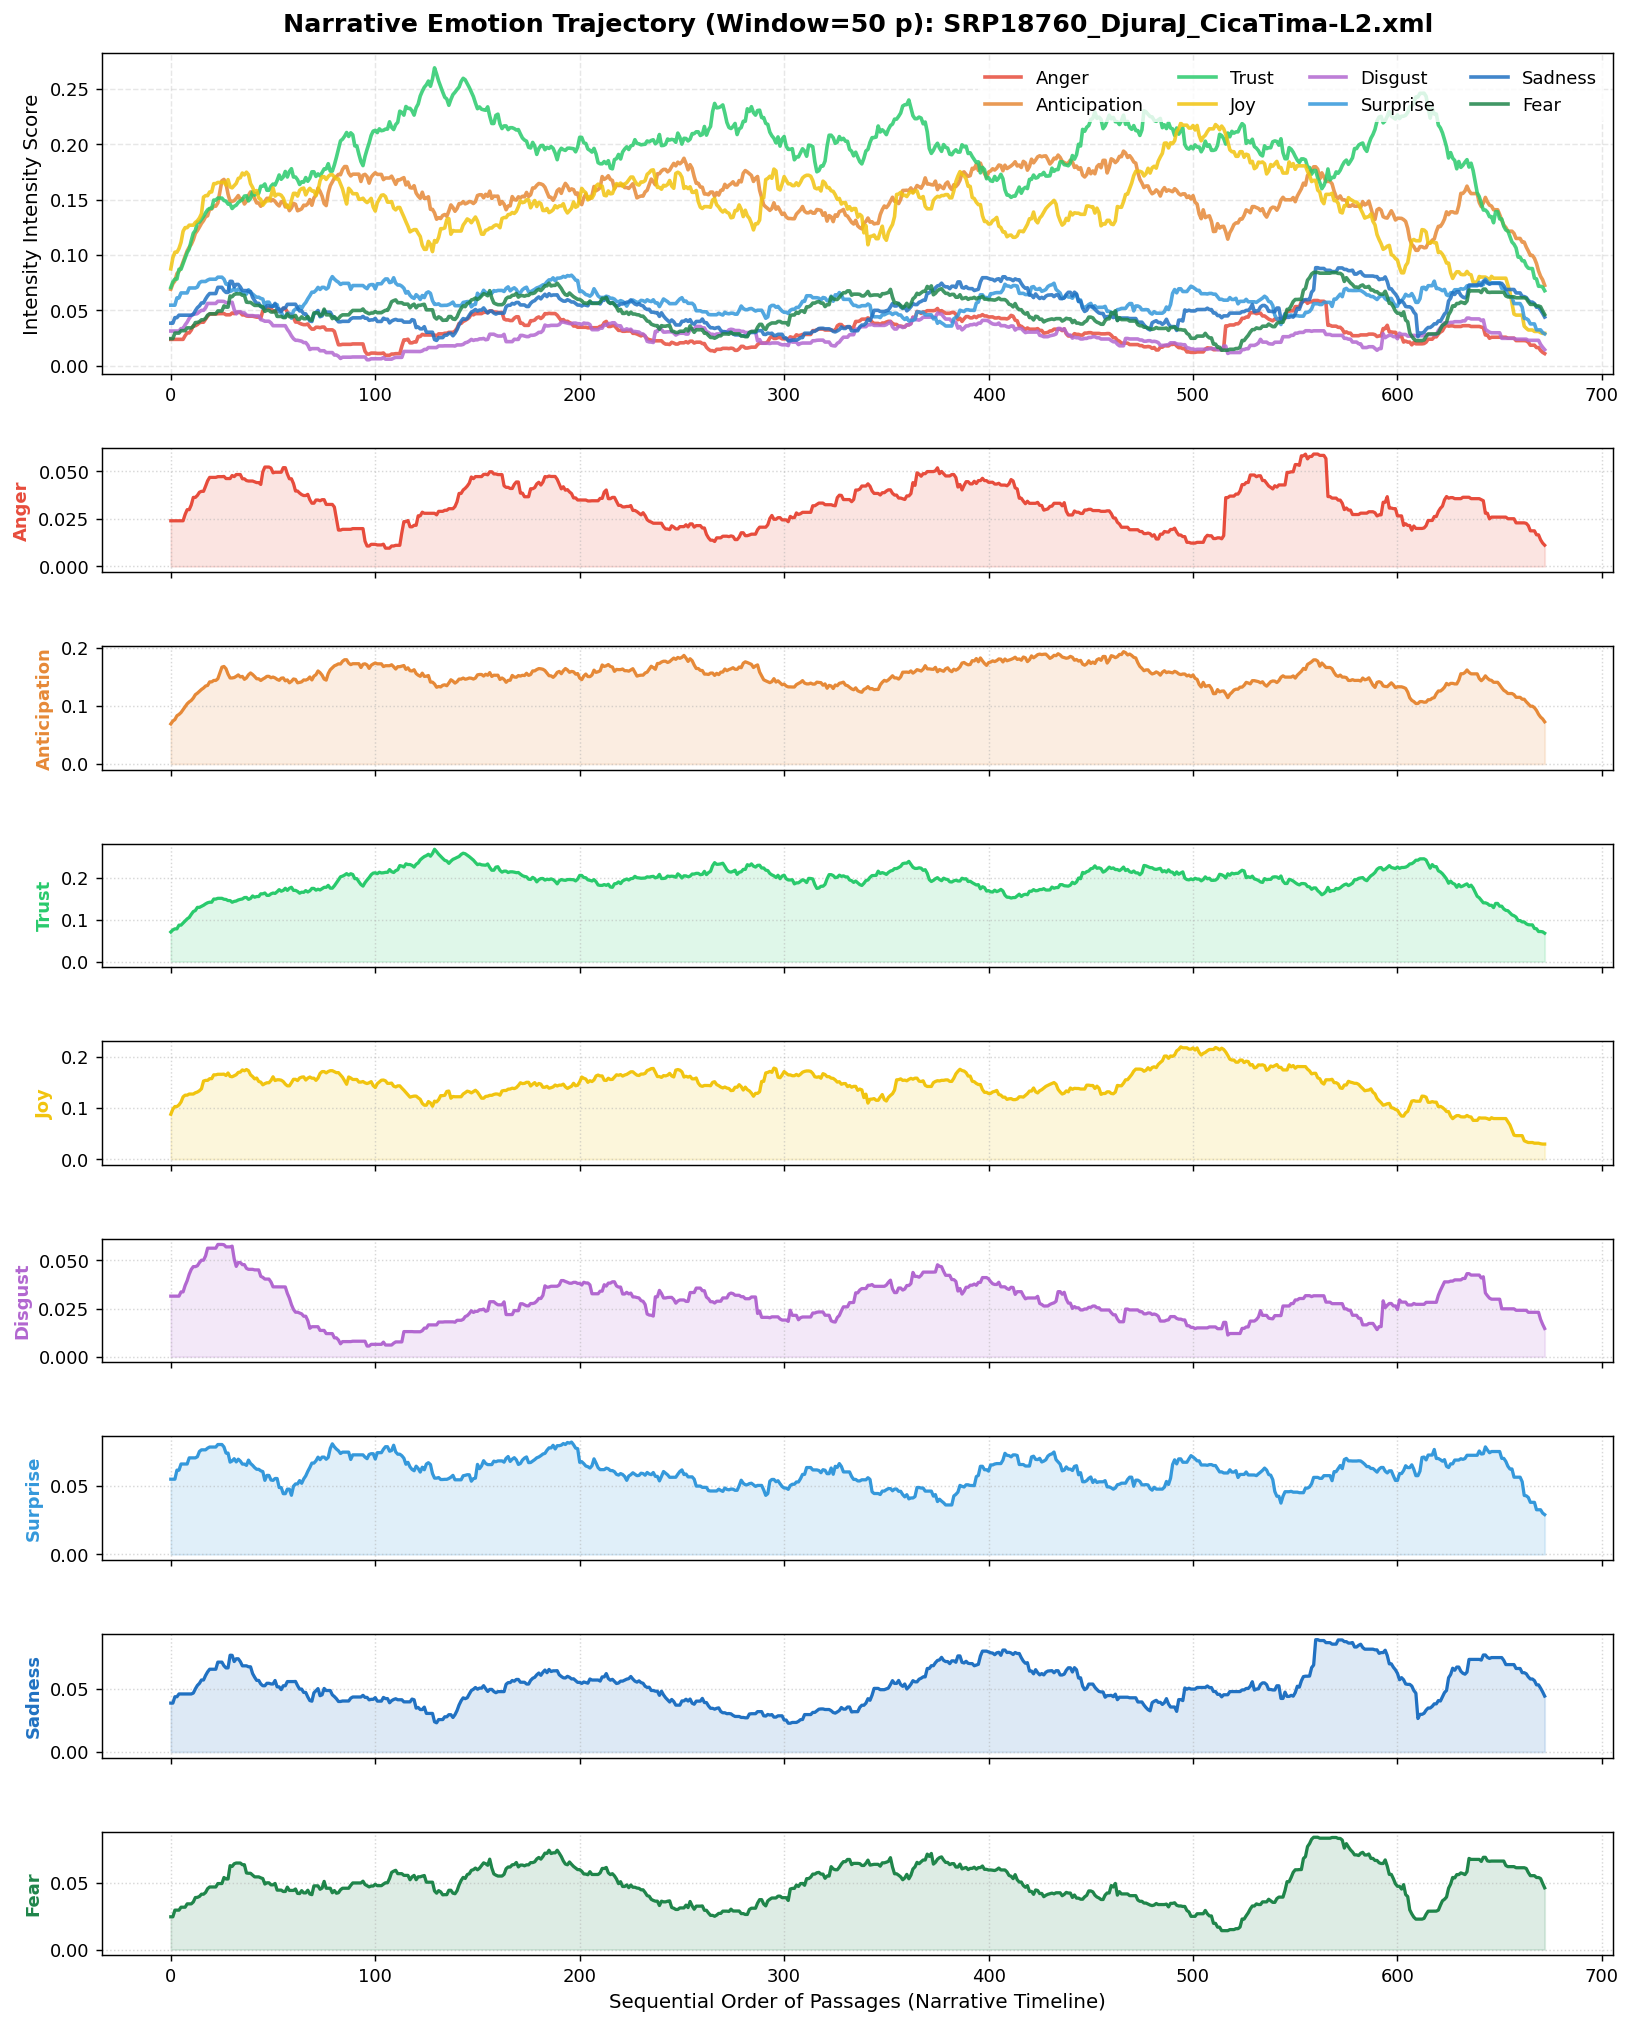 Narrative Emotion Trajectory (Window=50 p): SRP18760_DjuraJ_CicaTima-L2.xml
Intensity Intensity Score
0.25
0.20
0.15
0.10
0.05
0.00
Anger Trust Disgust Sadness
Anticipation Joy Surprise Fear
0 100 200 300 400 500 600 700
Anger
0.050
0.025
0.000
Anticipation
0.2
0.1
0.0
Trust
0.2
0.1
0.0
Joy
0.2
0.1
0.0
Disgust
0.050
0.025
0.000
Surprise
0.05
0.00
Sadness
0.05
0.00
Fear
0.05
0.00
0 100 200 300 400 500 600 700
Sequential Order of Passages (Narrative Timeline)